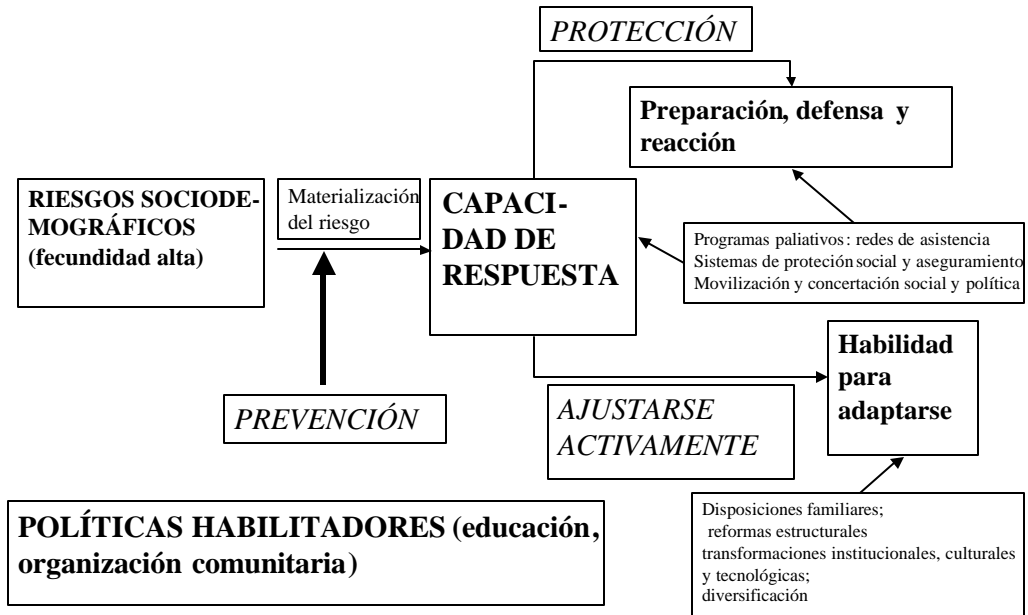 PROTECCIÓN
Preparación, defensa y
reacción
RIESGOS SOCIODE-
MOGRÁFICOS
(fecundidad alta)
Materialización
del riesgo
CAPACI-
DAD DE
RESPUESTA
Programas paliativos: redes de asistencia
Sistemas de proteción social y aseguramiento
Movilización y concertación social y política
Habilidad
para
adaptarse
PREVENCIÓN
AJUSTARSE
ACTIVAMENTE
POLÍTICAS HABILITADORES (educación,
organización comunitaria)
Disposiciones familiares;
reformas estructurales
transformaciones institucionales, culturales
y tecnológicas;
diversificación